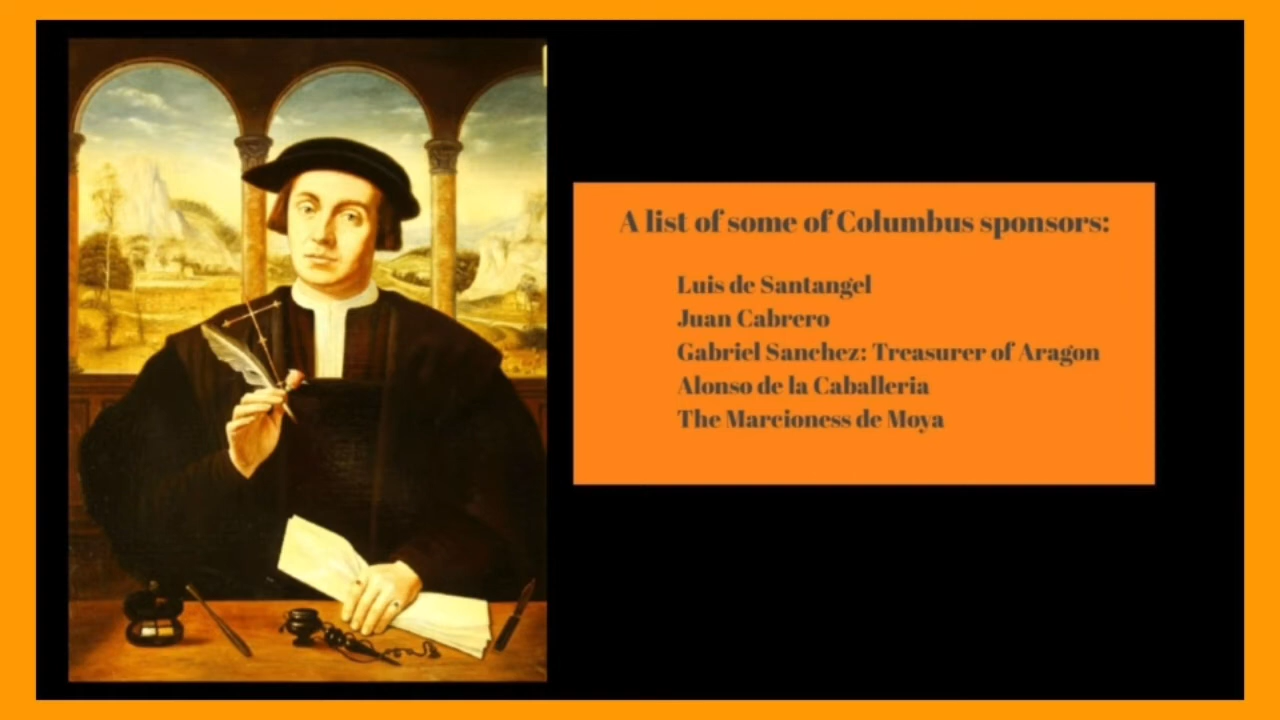 A list of some of Columbus sponsors:
Luis de Santangel
Juan Cabrero
Gabriel Sanchez: Treasurer of Aragon
Alonso de la Caballeria
The Marcioness de Moya